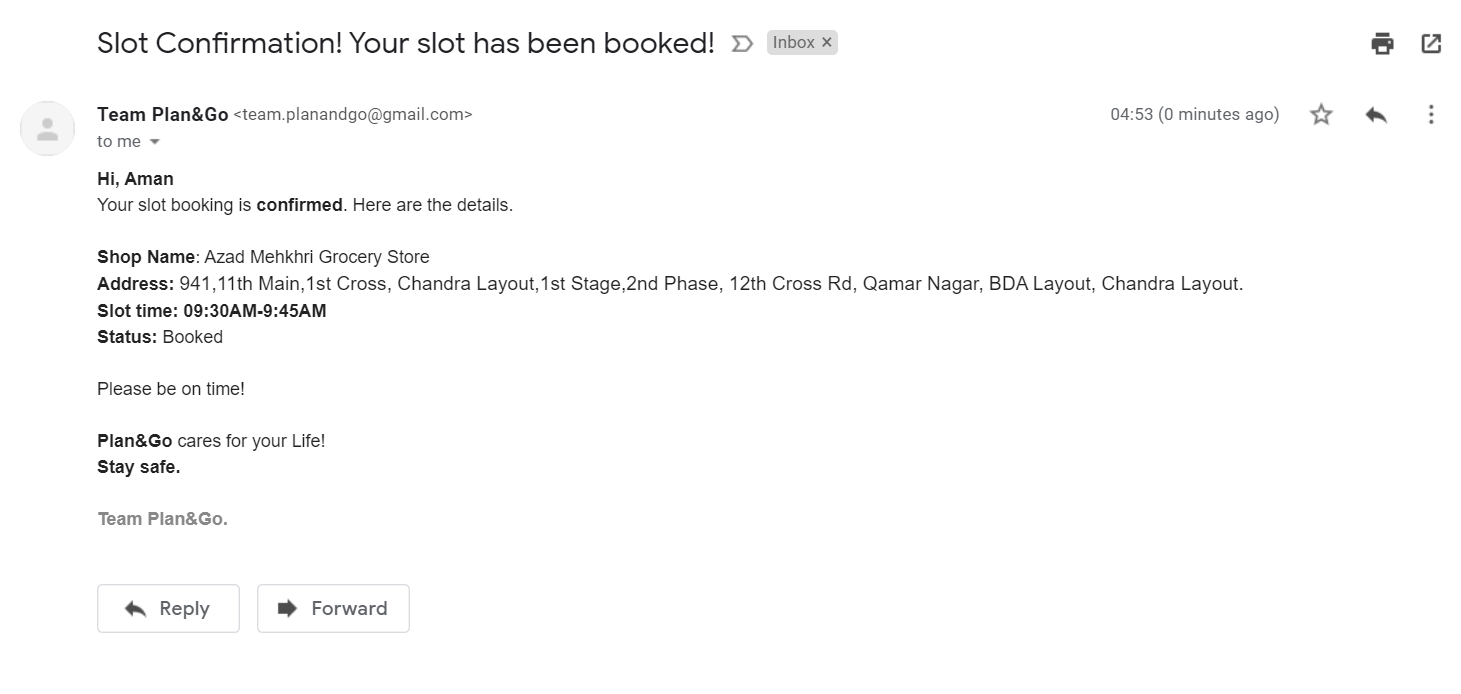 Slot Confirmation! Your slot has been booked! Inbox ×
Team Plan&Go <team.planandgo@gmail.com> 04:53 (0 minutes ago)
to me
Hi, Aman
Your slot booking is confirmed. Here are the details.
Shop Name: Azad Mehkhri Grocery Store
Address: 941,11th Main,1st Cross, Chandra Layout,1st Stage,2nd Phase, 12th Cross Rd, Qamar Nagar, BDA Layout, Chandra Layout.
Slot time: 09:30AM-9:45AM
Status: Booked
Please be on time!
Plan&Go cares for your Life!
Stay safe.
Team Plan&Go.
Reply Forward